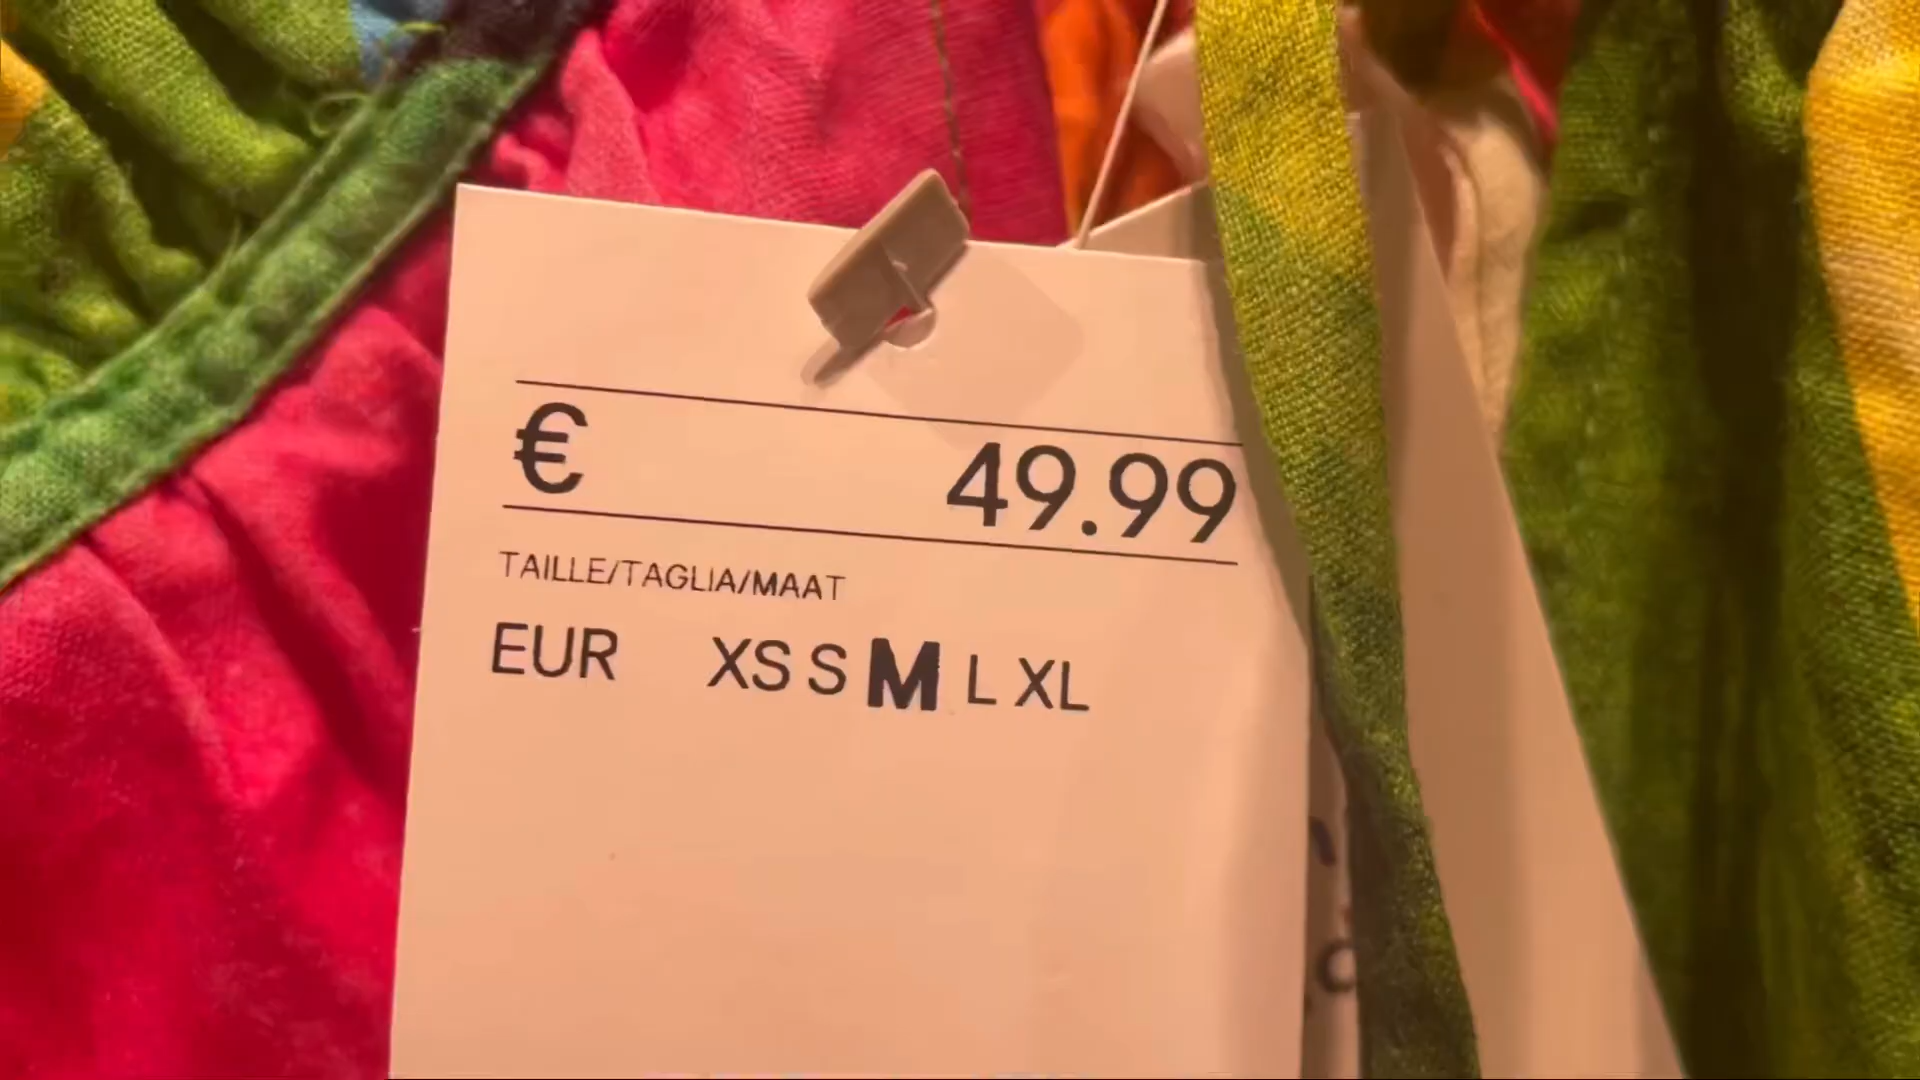 € 49.99
TAILLE/TAGLIA/MAAT
EUR XS S M L XL